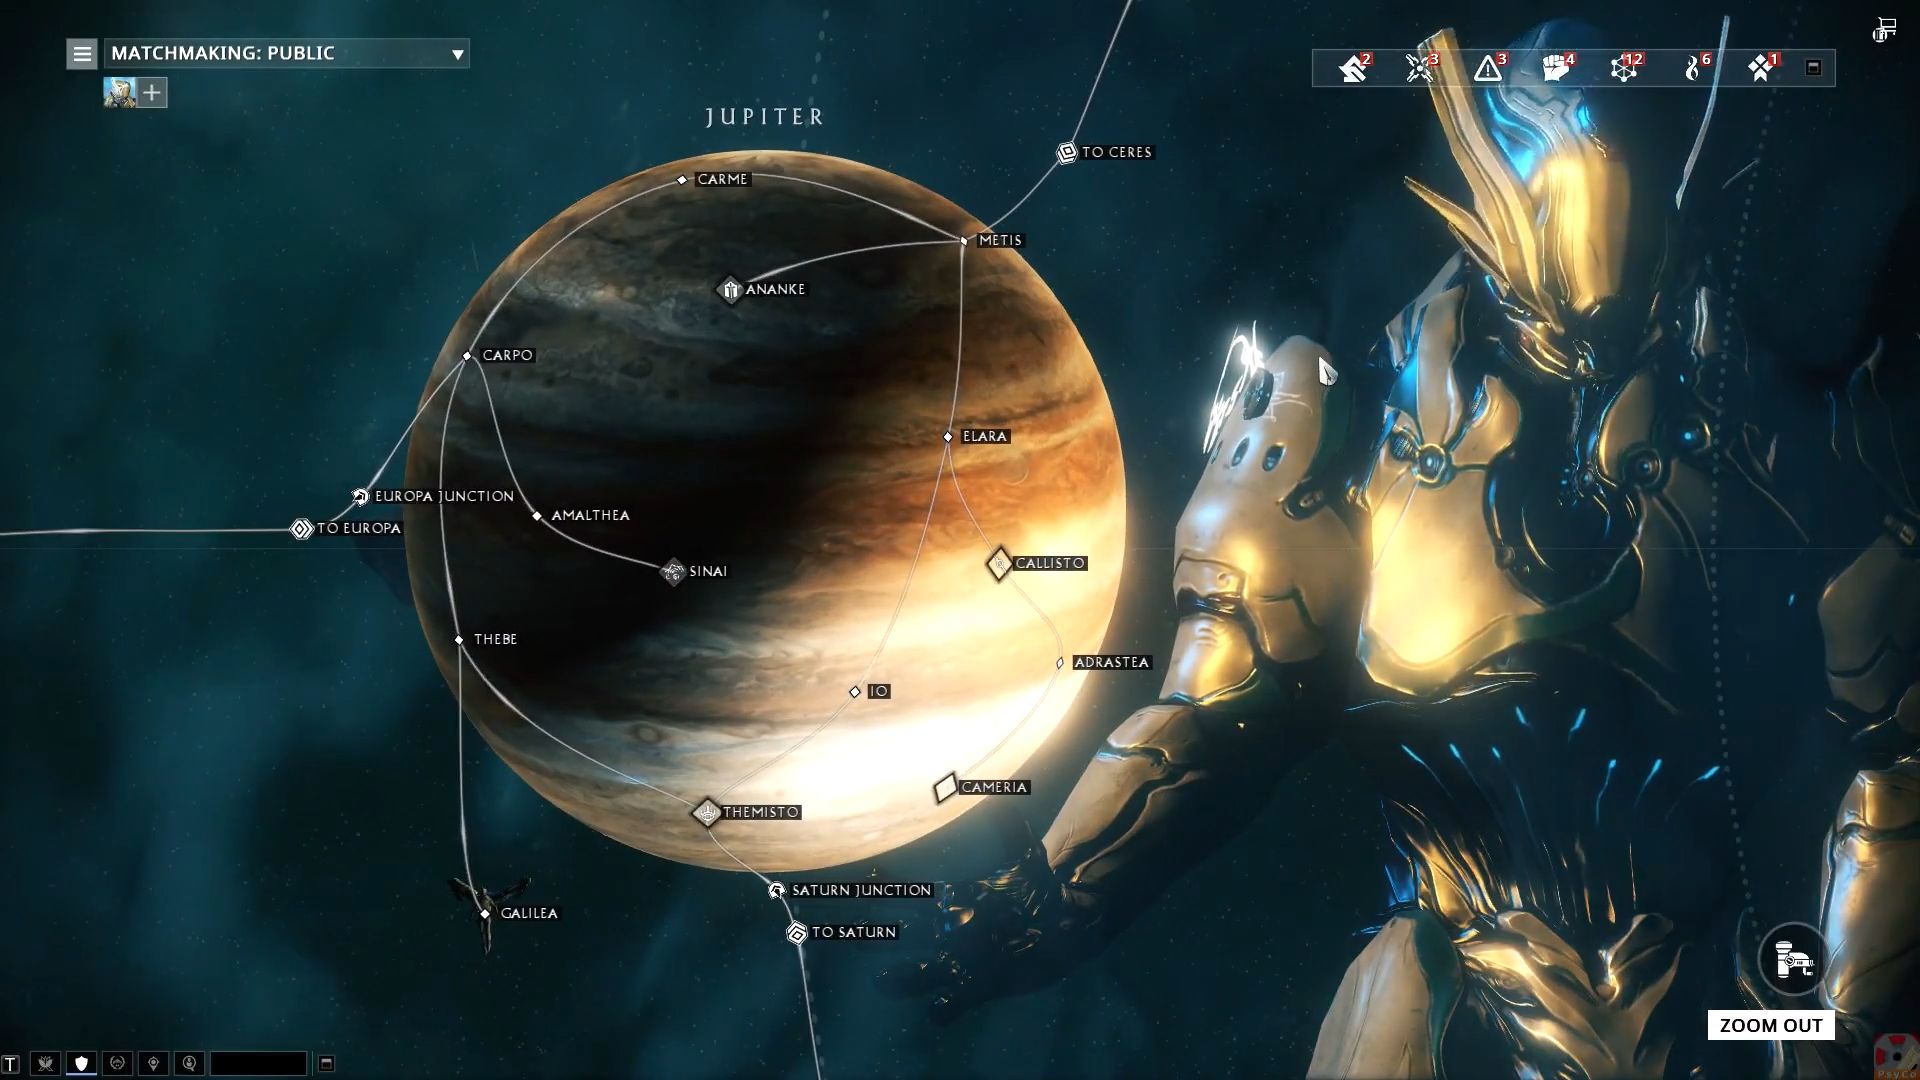 MATCHMAKING: PUBLIC
2
3
3
4
12
6
1
JUPITER
TO CERES
CARME
METIS
ANANKE
CARPO
ELARA
EUROPA JUNCTION
AMALTHEA
TO EUROPA
CALLISTO
SINAI
THEBE
ADRASTEA
IO
CAMERIA
THEMISTO
SATURN JUNCTION
GALILEA
TO SATURN
ZOOM OUT
T
PsyCo